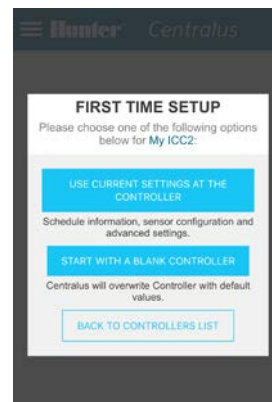 Hunter Centralus
FIRST TIME SETUP
Please choose one of the following options
below for My ICC2:
USE CURRENT SETTINGS AT THE
CONTROLLER
Schedule information, sensor configuration and
advanced settings.
START WITH A BLANK CONTROLLER
Centralus will overwrite Controller with default
values.
BACK TO CONTROLLERS LIST